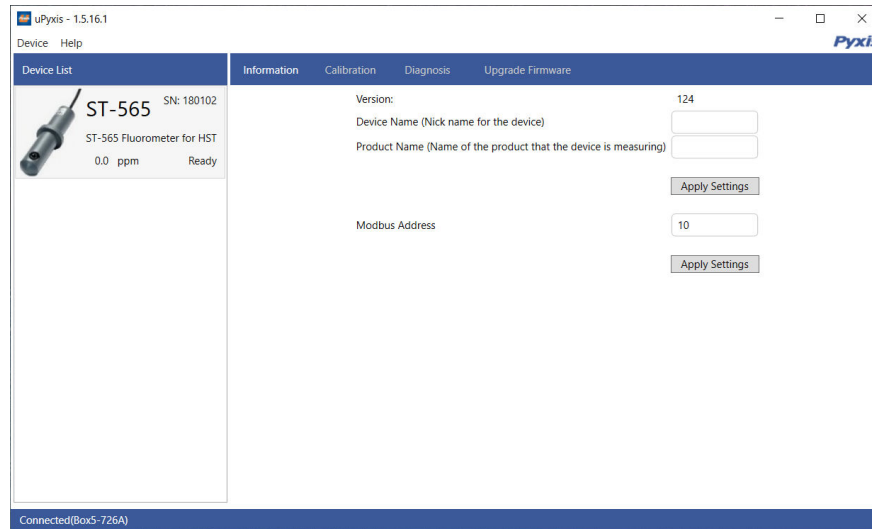 uPyxis - 1.5.16.1
Device Help
Pyxis
Device List
Information Calibration Diagnosis Upgrade Firmware
ST-565 SN: 180102
ST-565 Fluorometer for HST
0.0 ppm Ready
Version: 124
Device Name (Nick name for the device)
Product Name (Name of the product that the device is measuring)
Apply Settings
Modbus Address 10
Apply Settings
Connected(Box5-726A)